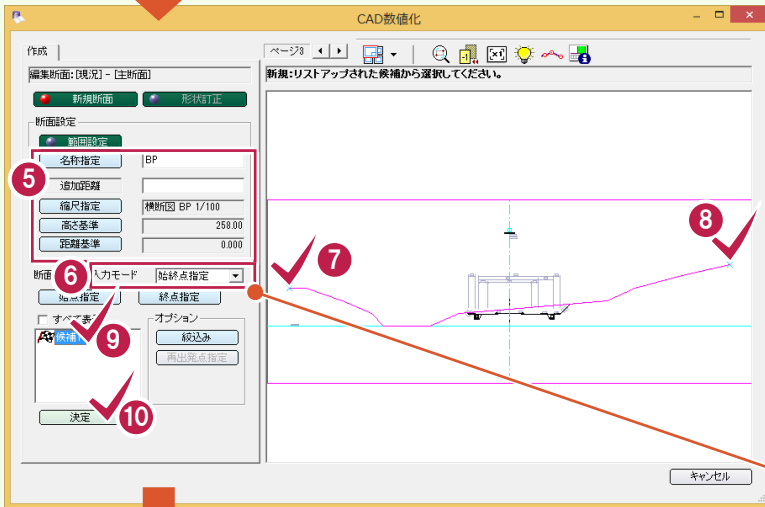 CAD数値化
作成
ページ3
編集断面:[現況] - [主断面]
新規:リストアップされた候補から選択してください。
新規断面
形状訂正
断面設定
範囲設定
5
名称指定
BP
追加距離
縮尺指定
横断図 BP 1/100
高さ基準
258.00
距離基準
0.000
7
8
断面
6
入力モード
始終点指定
始点指定
終点指定
すべて表
オプション
候補1
9
絞込み
再出発点指定
決定
10
キャンセル